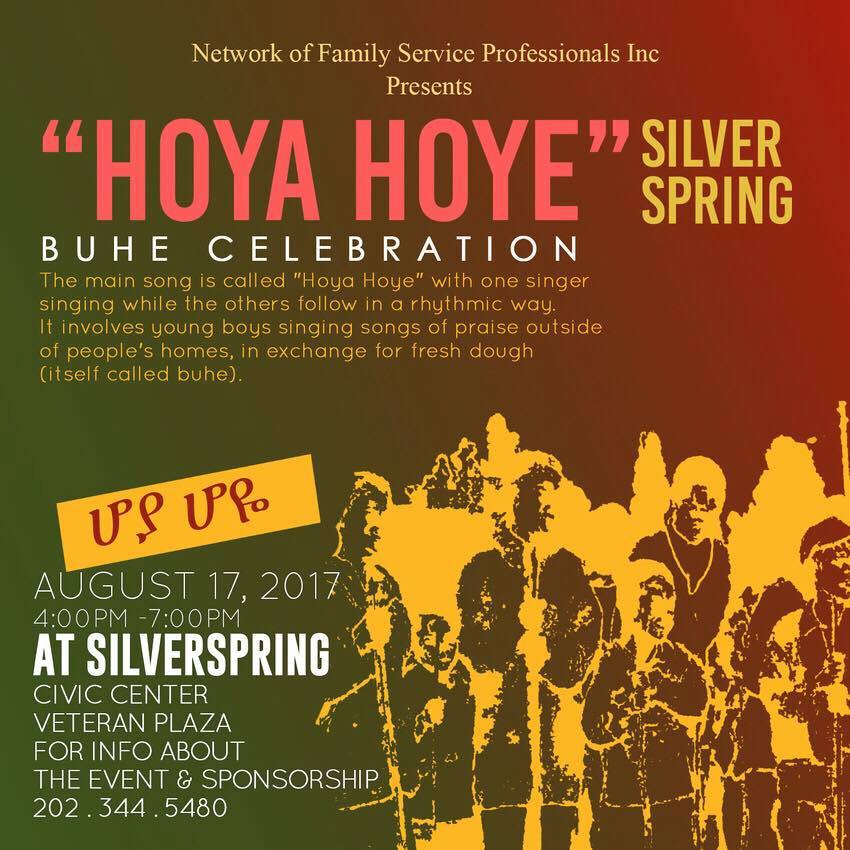 Network of Family Service Professionals Inc
Presents
“HOYA HOYE” SILVER
SPRING
BUHE CELEBRATION
The main song is called "Hoya Hoye" with one singer
singing while the others follow in a rhythmic way.
It involves young boys singing songs of praise outside
of people's homes, in exchange for fresh dough
(itself called buhe).
ሆያ ሆዬ
AUGUST 17, 2017
4:00PM -7:00PM
AT SILVERSPRING
CIVIC CENTER
VETERAN PLAZA
FOR INFO ABOUT
THE EVENT & SPONSORSHIP
202 . 344 . 5480